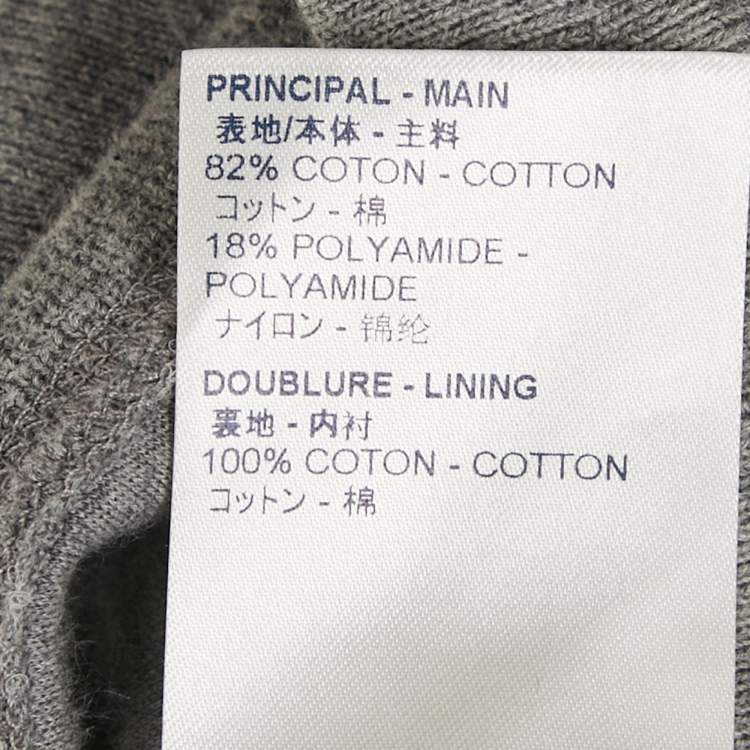 PRINCIPAL - MAIN
表地/本体 - 主料
82% COTON - COTTON
コットン - 棉
18% POLYAMIDE -
POLYAMIDE
ナイロン - 锦纶
DOUBLURE - LINING
裏地 - 内衬
100% COTON - COTTON
コットン - 棉